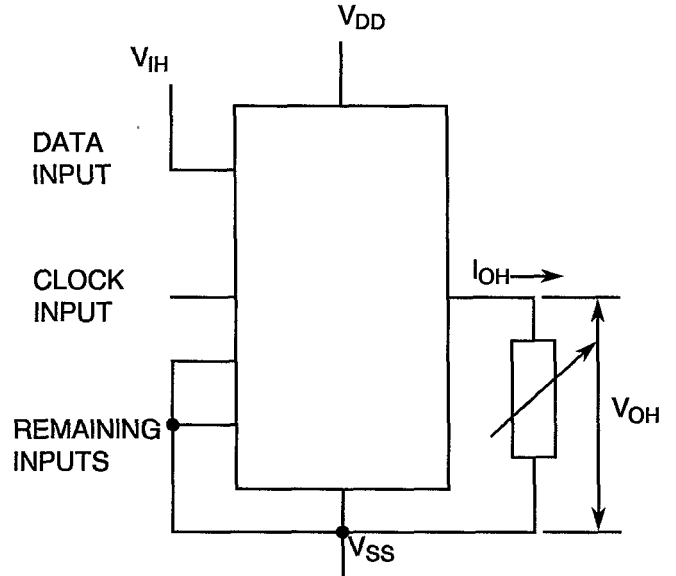 VDD
VIH
DATA
INPUT
CLOCK
INPUT
IOH
REMAINING
INPUTS
VOH
VSS